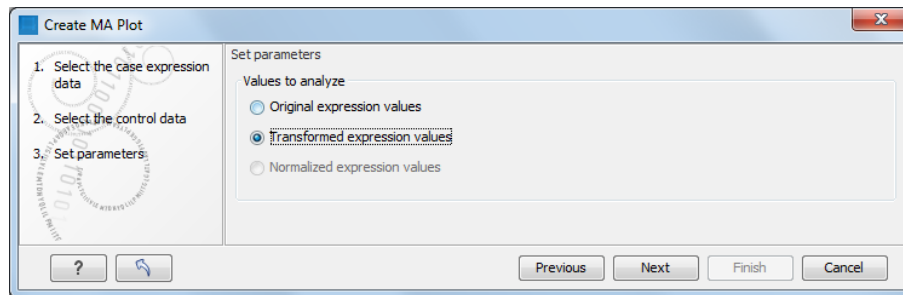 Create MA Plot
1. Select the case expression
data
2. Select the control data
3. Set parameters
Set parameters
Values to analyze
Original expression values
Transformed expression values
Normalized expression values
?
Previous
Next
Finish
Cancel